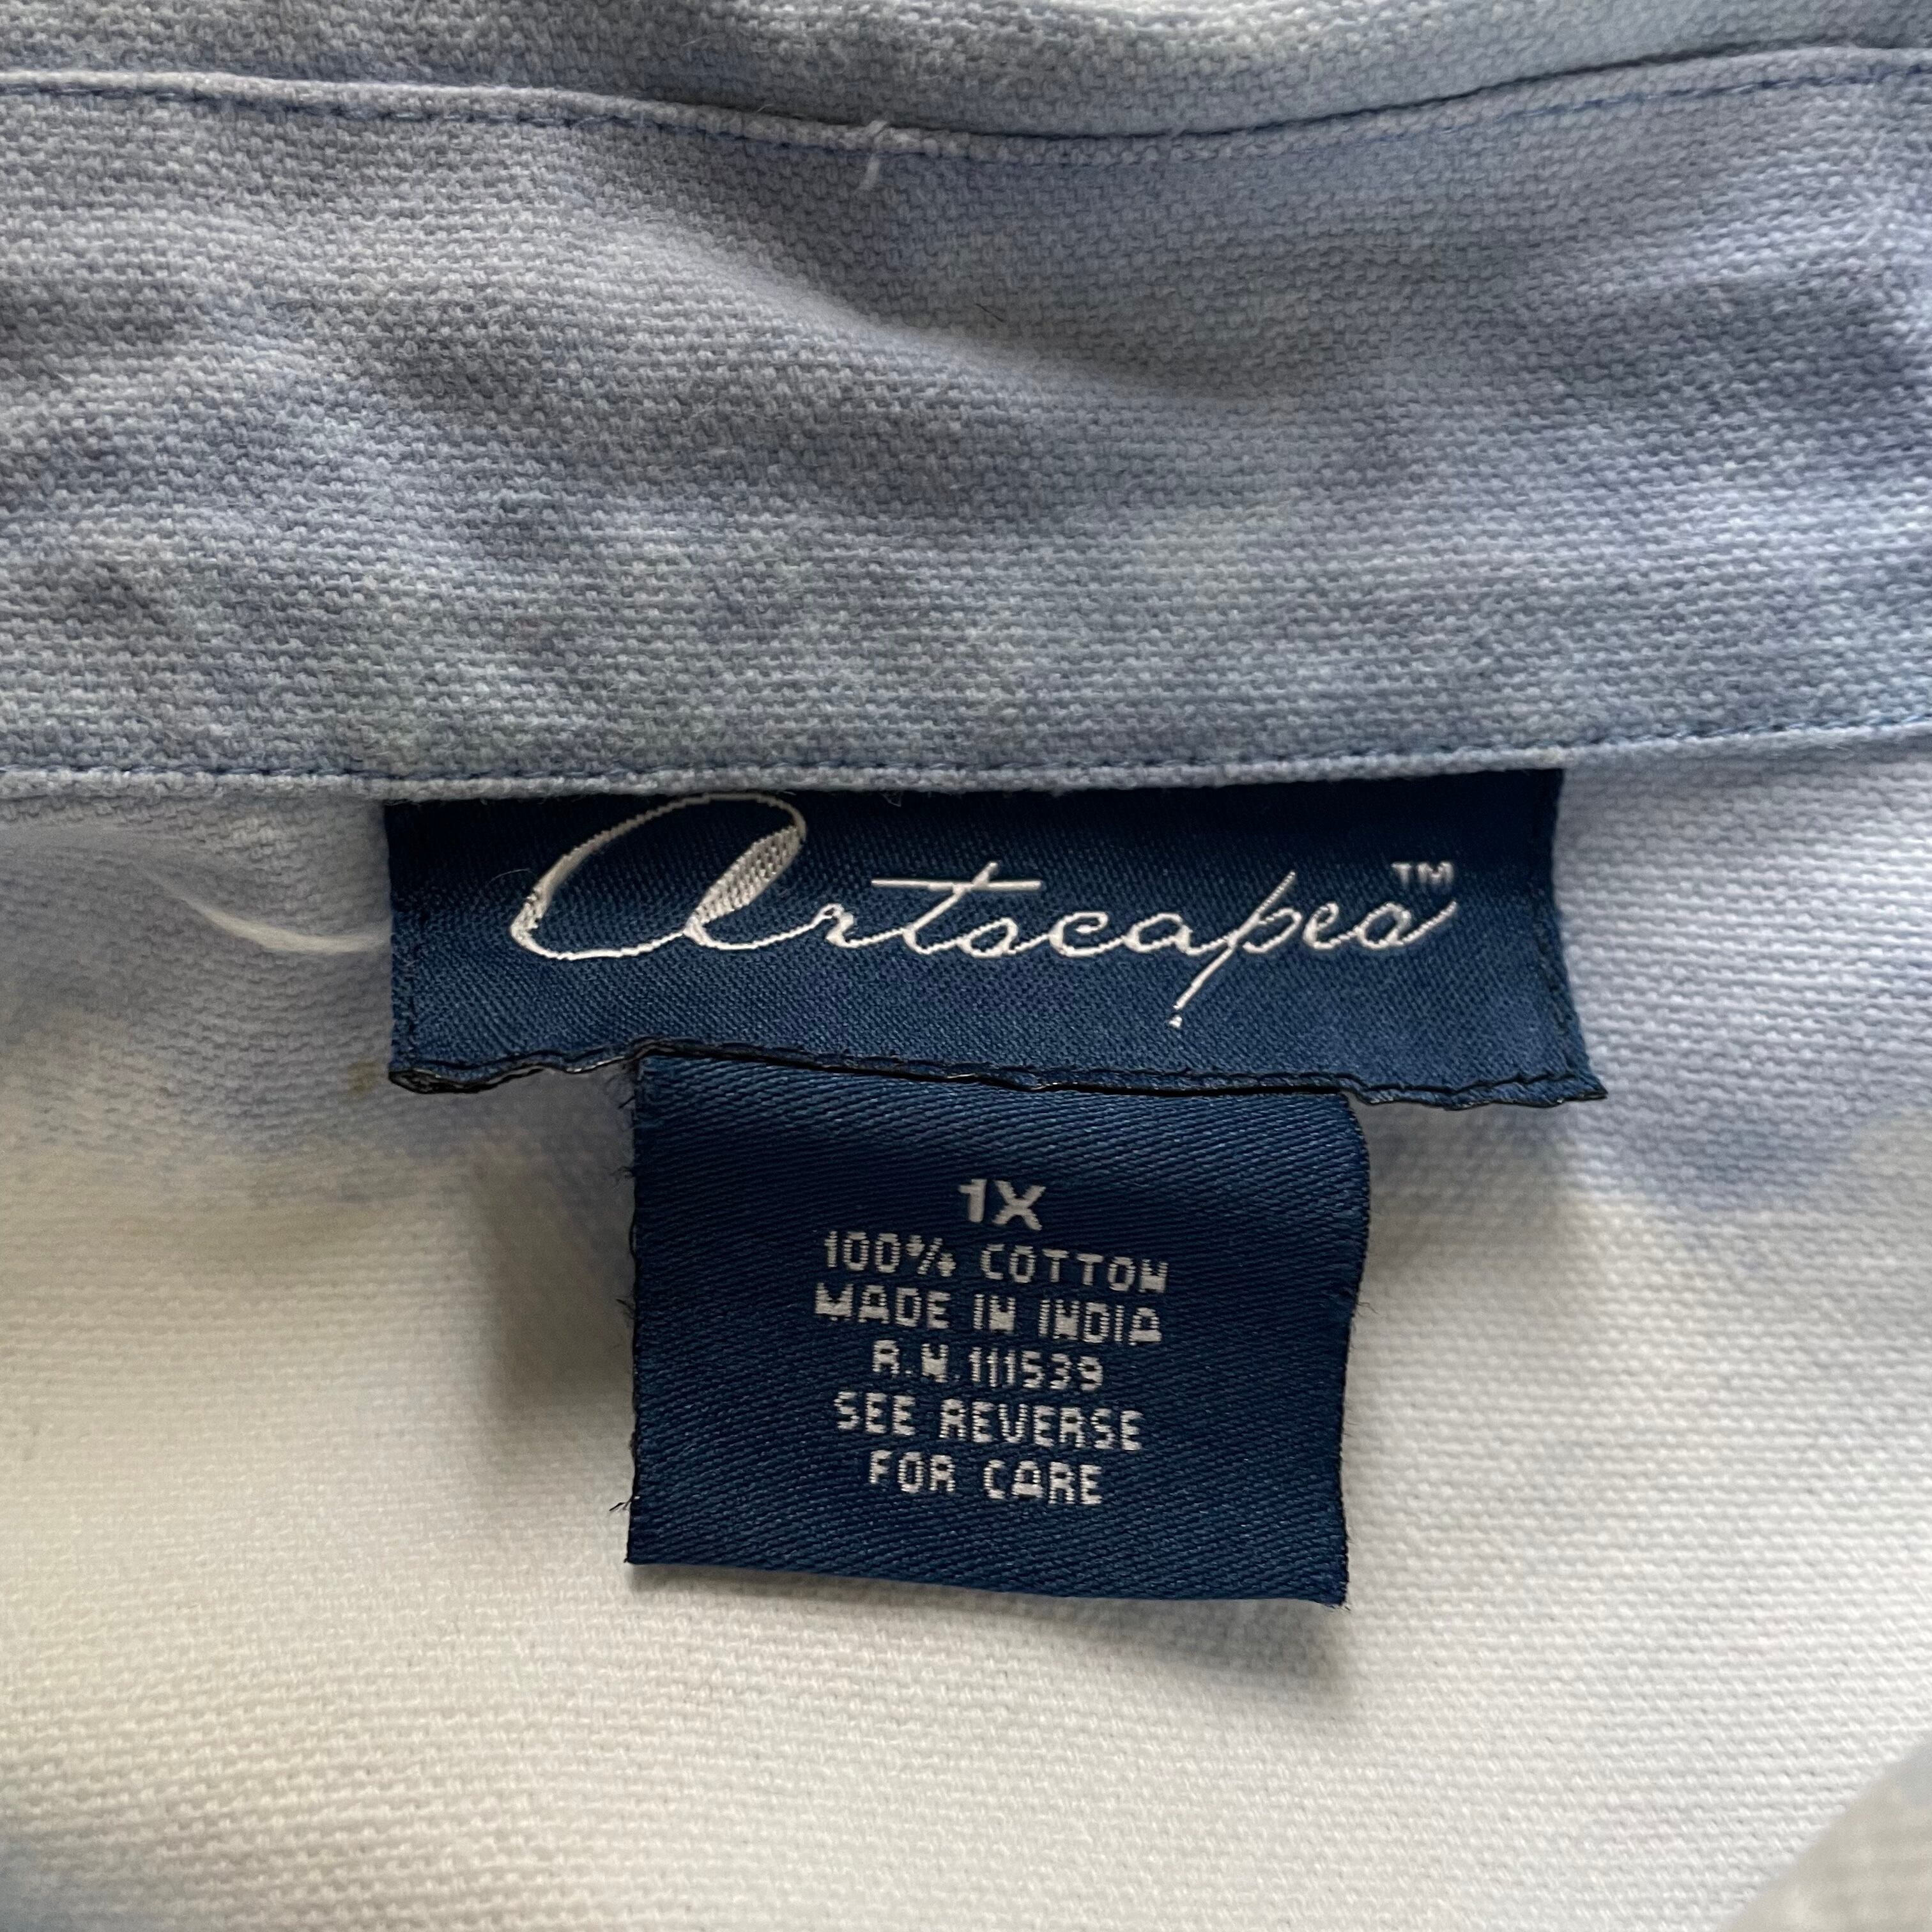 Artscapes™
1X
100% COTTON
MADE IN INDIA
R.N.111539
SEE REVERSE
FOR CARE